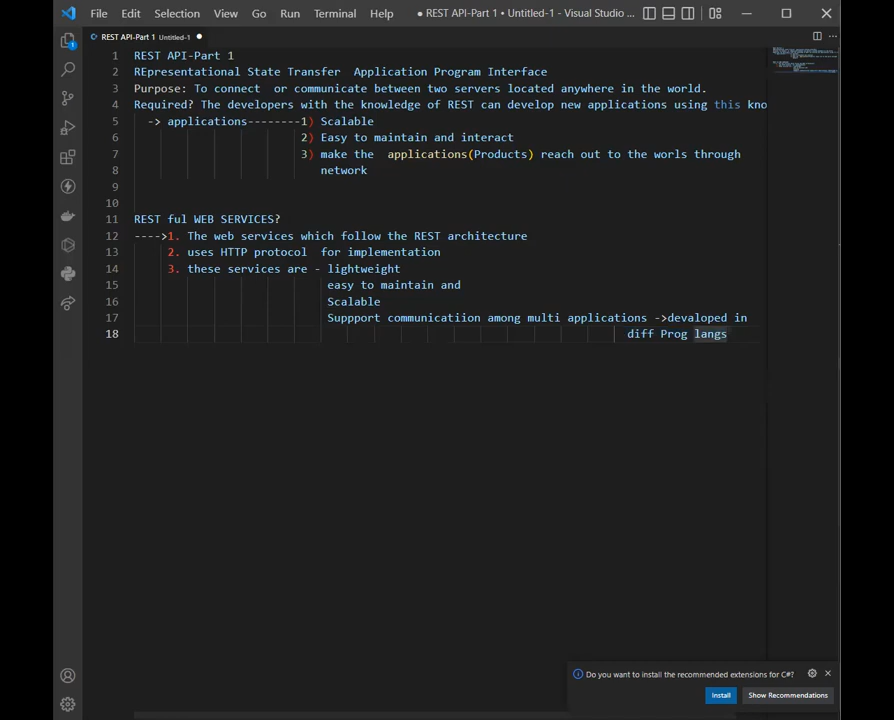 File Edit Selection View Go Run Terminal Help ● REST API-Part 1 • Untitled-1 - Visual Studio ...
REST API-Part 1 Untitled-1 ● ...
1 REST API-Part 1
2 REpresentational State Transfer Application Program Interface
3 Purpose: To connect or communicate between two servers located anywhere in the world.
4 Required? The developers with the knowledge of REST can develop new applications using this kno
5 -> applications--------1) Scalable
6 2) Easy to maintain and interact
7 3) make the applications(Products) reach out to the worls through
8 network
9
10
11 REST ful WEB SERVICES?
12 ---->1. The web services which follow the REST architecture
13 2. uses HTTP protocol for implementation
14 3. these services are - lightweight
15 easy to maintain and
16 Scalable
17 Suppport communicatiion among multi applications ->devaloped in
18 diff Prog langs
Do you want to install the recommended extensions for C#?
Install Show Recommendations